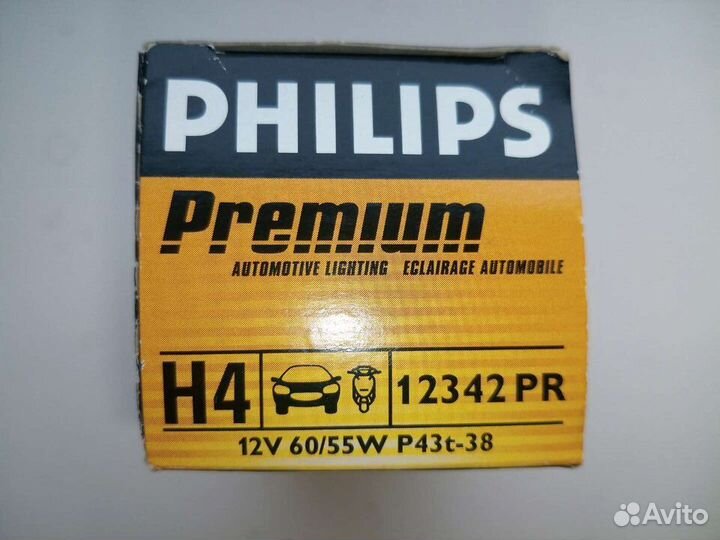 PHILIPS
Premium
AUTOMOTIVE LIGHTING ECLAIRAGE AUTOMOBILE
H4 12342 PR
12V 60/55W P43t-38
Avito